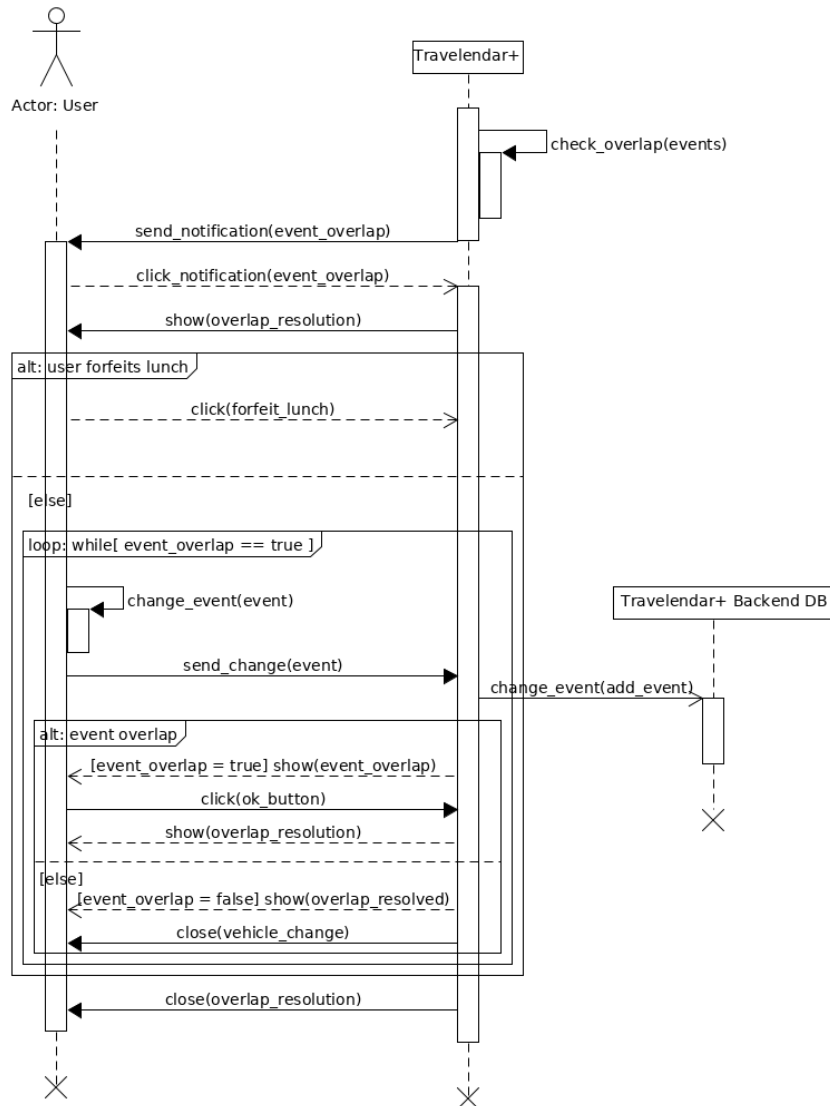 Travelendar+
Actor: User
check_overlap(events)
send_notification(event_overlap)
click_notification(event_overlap)
show(overlap_resolution)
alt: user forfeits lunch
click(forfeit_lunch)
[else]
loop: while[ event_overlap == true ]
change_event(event)
Travelendar+ Backend DB
send_change(event)
change_event(add_event)
alt: event overlap
[event_overlap = true] show(event_overlap)
click(ok_button)
show(overlap_resolution)
[else]
[event_overlap = false] show(overlap_resolved)
close(vehicle_change)
close(overlap_resolution)